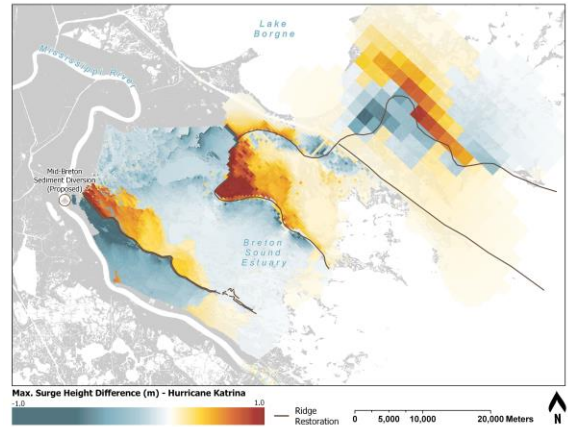 Lake
Borgne
Mississippi River
Mid-Breton
Sediment Diversion
(Proposed)
Breton
Sound
Estuary
Max. Surge Height Difference (m) - Hurricane Katrina
-1.0 1.0
Ridge
Restoration
0 5,000 10,000 20,000 Meters
N